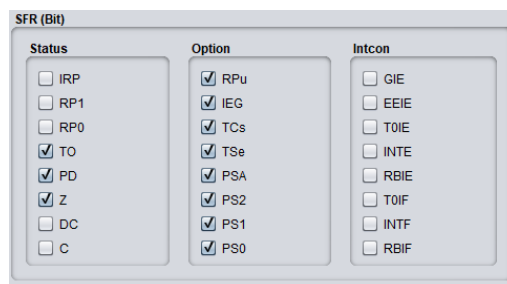 SFR (Bit)
Status
IRP
RP1
RP0
TO
PD
Z
DC
C
Option
RPu
IEG
TCs
TSe
PSA
PS2
PS1
PS0
Intcon
GIE
EEIE
T0IE
INTE
RBIE
T0IF
INTF
RBIF